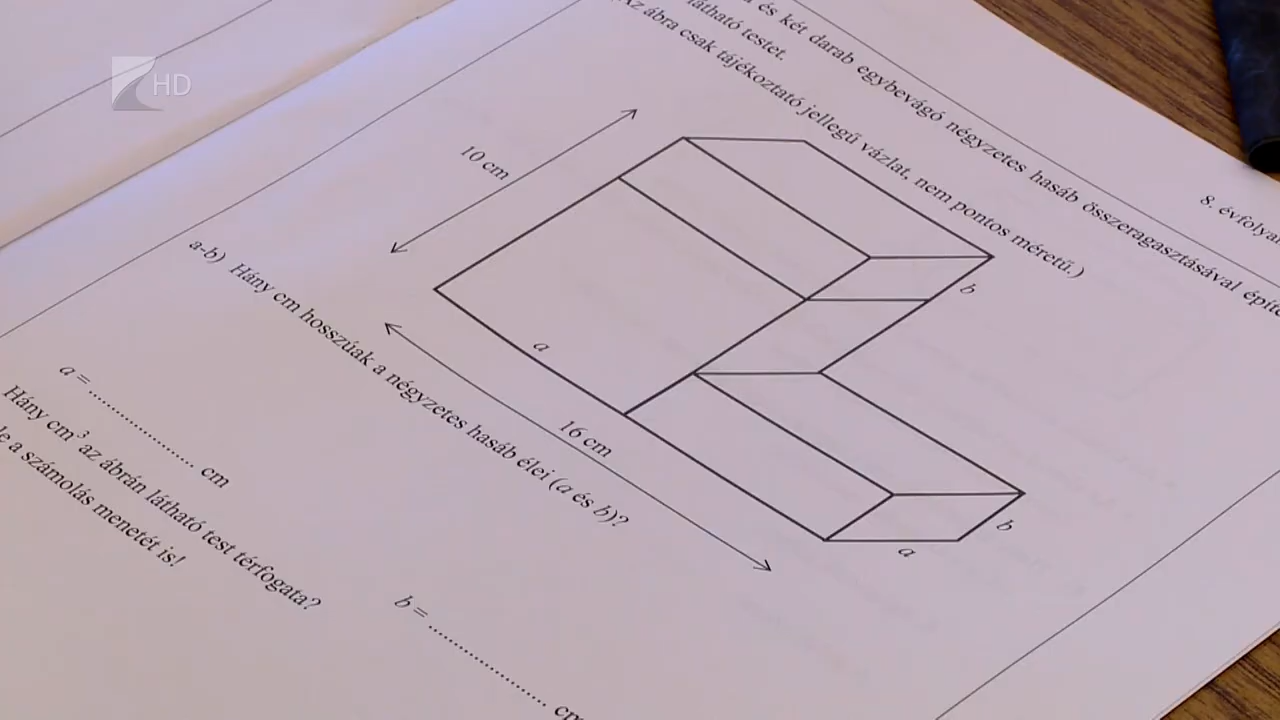 HD
8. évfolya
és két darab egybevágó négyzetes hasáb összeragasztásával építe
látható testet.
Az ábra csak tájékoztató jellegű vázlat, nem pontos méretű.)
10 cm
b
a
16 cm
b
a
a-b) Hány cm hosszúak a négyzetes hasáb élei (a és b)?
a = .................... cm
b = .................... cm
Hány cm³ az ábrán látható test térfogata?
le a számolás menetét is!